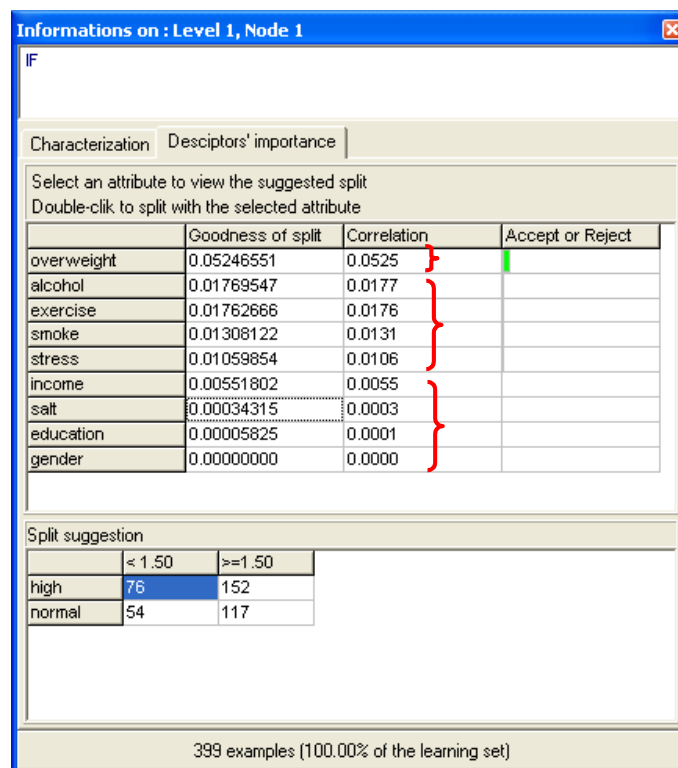 Informations on : Level 1, Node 1
IF
Characterization Desciptors' importance
Select an attribute to view the suggested split
Double-clik to split with the selected attribute
Goodness of split Correlation Accept or Reject
overweight 0.05246551 0.0525
alcohol 0.01769547 0.0177
exercise 0.01762666 0.0176
smoke 0.01308122 0.0131
stress 0.01059854 0.0106
income 0.00551802 0.0055
salt 0.00034315 0.0003
education 0.00005825 0.0001
gender 0.00000000 0.0000
Split suggestion
< 1.50 >=1.50
high 76 152
normal 54 117
399 examples (100.00% of the learning set)